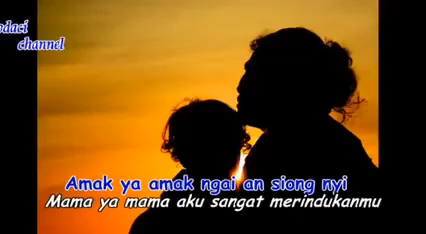 channel
Amak ya amak ngai an siong nyi
Mama ya mama aku sangat merindukanmu